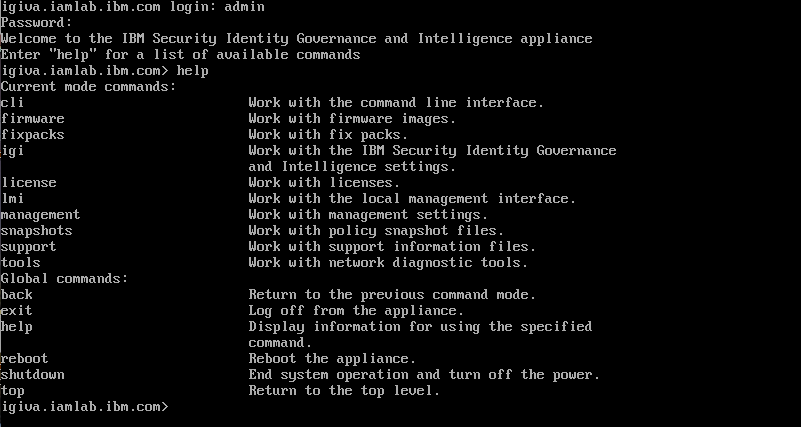 igiva.iamlab.ibm.com login: admin
Password:
Welcome to the IBM Security Identity Governance and Intelligence appliance
Enter "help" for a list of available commands
igiva.iamlab.ibm.com> help
Current mode commands:
cli Work with the command line interface.
firmware Work with firmware images.
fixpacks Work with fix packs.
igi Work with the IBM Security Identity Governance
and Intelligence settings.
license Work with licenses.
lmi Work with the local management interface.
management Work with management settings.
snapshots Work with policy snapshot files.
support Work with support information files.
tools Work with network diagnostic tools.
Global commands:
back Return to the previous command mode.
exit Log off from the appliance.
help Display information for using the specified
command.
reboot Reboot the appliance.
shutdown End system operation and turn off the power.
top Return to the top level.
igiva.iamlab.ibm.com>